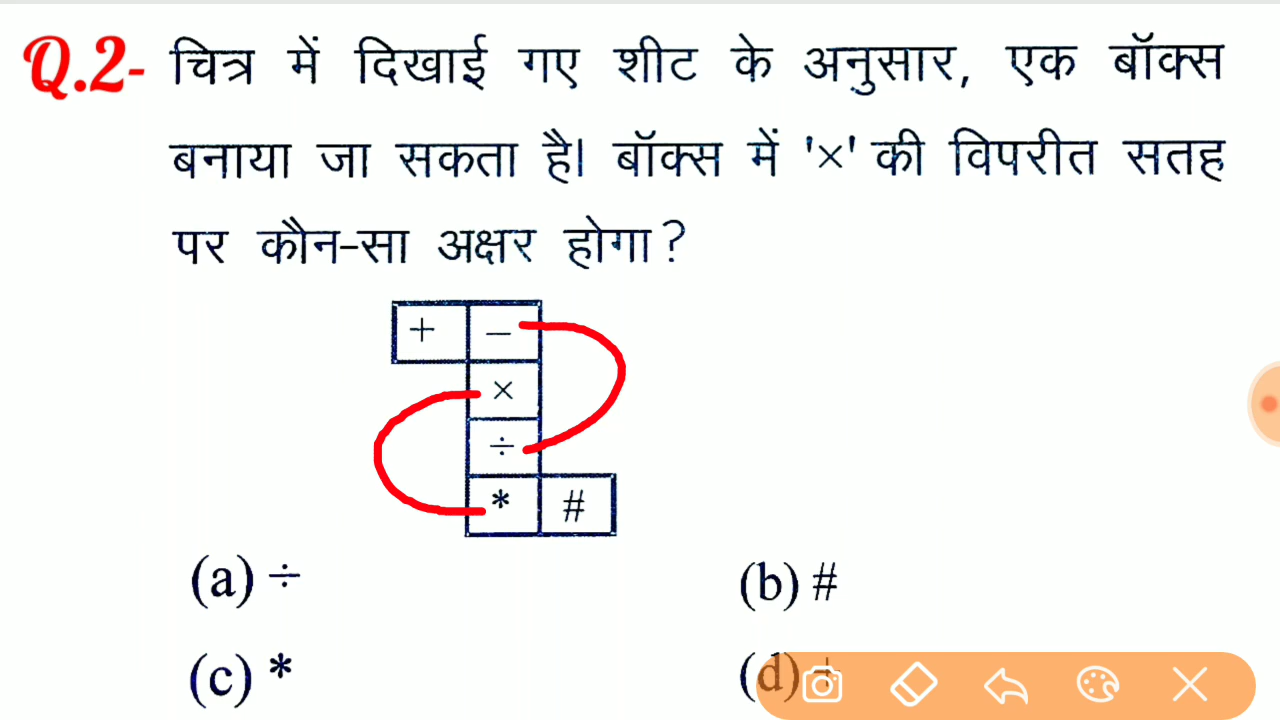 Q.2- चित्र में दिखाई गए शीट के अनुसार, एक बॉक्स
बनाया जा सकता है। बॉक्स में '×' की विपरीत सतह
पर कौन-सा अक्षर होगा?
+ −
×
÷
* #
(a) ÷ (b) #
(c) * (d)